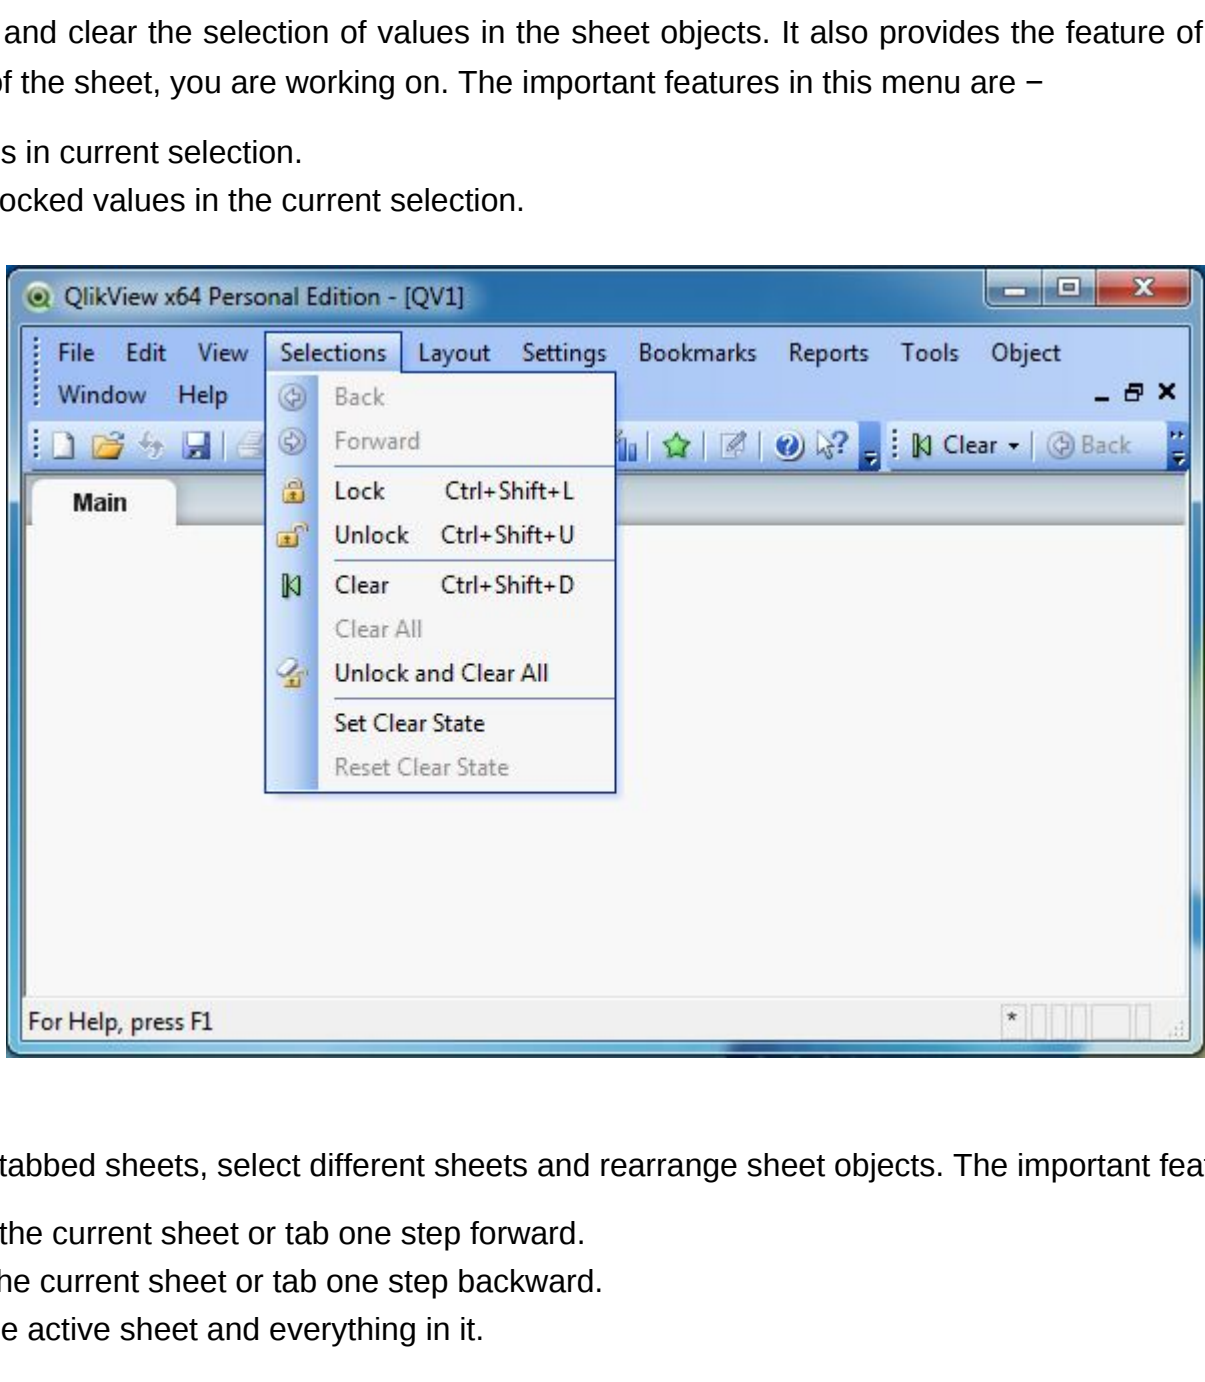 and clear the selection of values in the sheet objects. It also provides the feature of
of the sheet, you are working on. The important features in this menu are −
s in current selection.
ocked values in the current selection.
QlikView x64 Personal Edition - [QV1]
File Edit View Selections Layout Settings Bookmarks Reports Tools Object
Window Help
Back
Forward
Clear Back
Main
Lock Ctrl+Shift+L
Unlock Ctrl+Shift+U
Clear Ctrl+Shift+D
Clear All
Unlock and Clear All
Set Clear State
Reset Clear State
For Help, press F1
*
tabbed sheets, select different sheets and rearrange sheet objects. The important fea
the current sheet or tab one step forward.
he current sheet or tab one step backward.
e active sheet and everything in it.